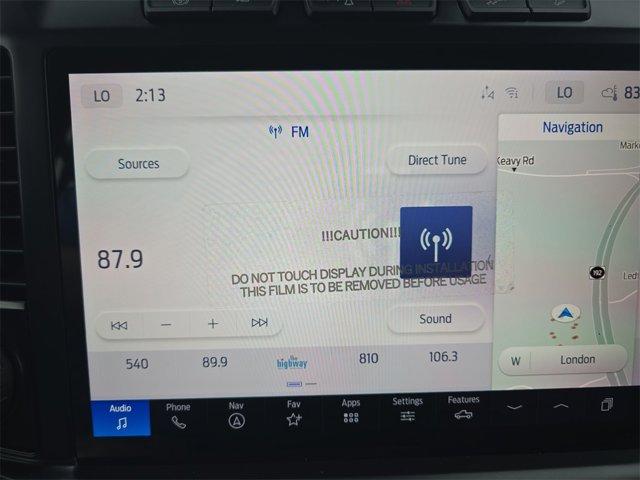 LO 2:13 LO 83
FM
Navigation
Sources
Direct Tune
Keavy Rd
Mark
!!!CAUTION!!!
87.9
DO NOT TOUCH DISPLAY DURING INSTALLATION
THIS FILM IS TO BE REMOVED BEFORE USAGE
192
Led
Sound
W London
540 89.9 the highway 810 106.3
Audio Phone Nav Fav Apps Settings Features